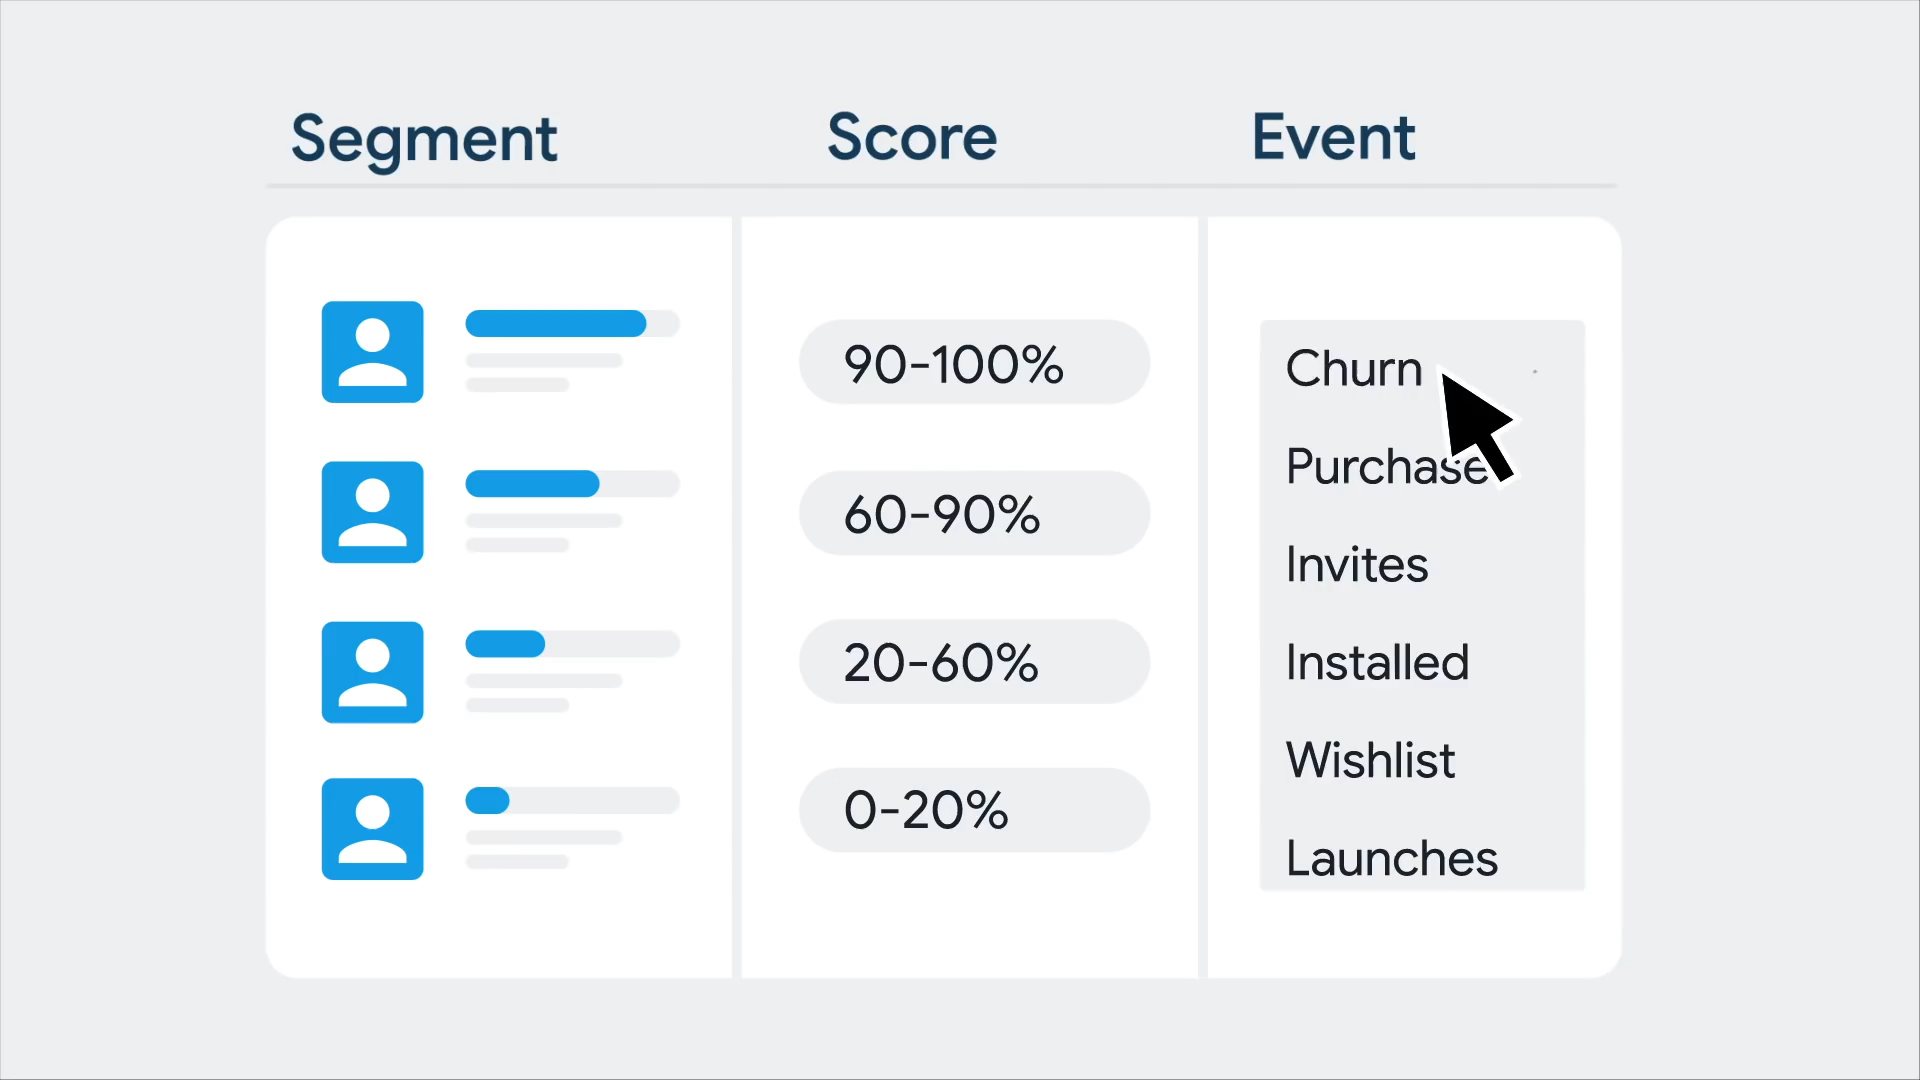 Segment
Score
Event
90-100%
60-90%
20-60%
0-20%
Churn
Purchase
Invites
Installed
Wishlist
Launches